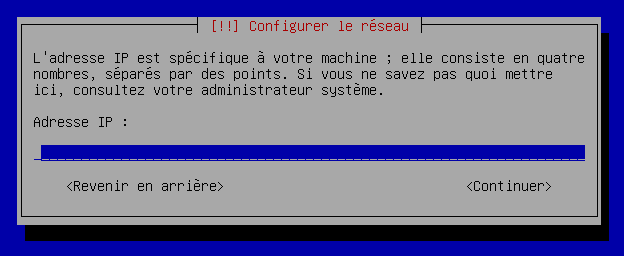 [!!] Configurer le réseau
L'adresse IP est spécifique à votre machine ; elle consiste en quatre
nombres, séparés par des points. Si vous ne savez pas quoi mettre
ici, consultez votre administrateur système.
Adresse IP :
<Revenir en arrière> <Continuer>